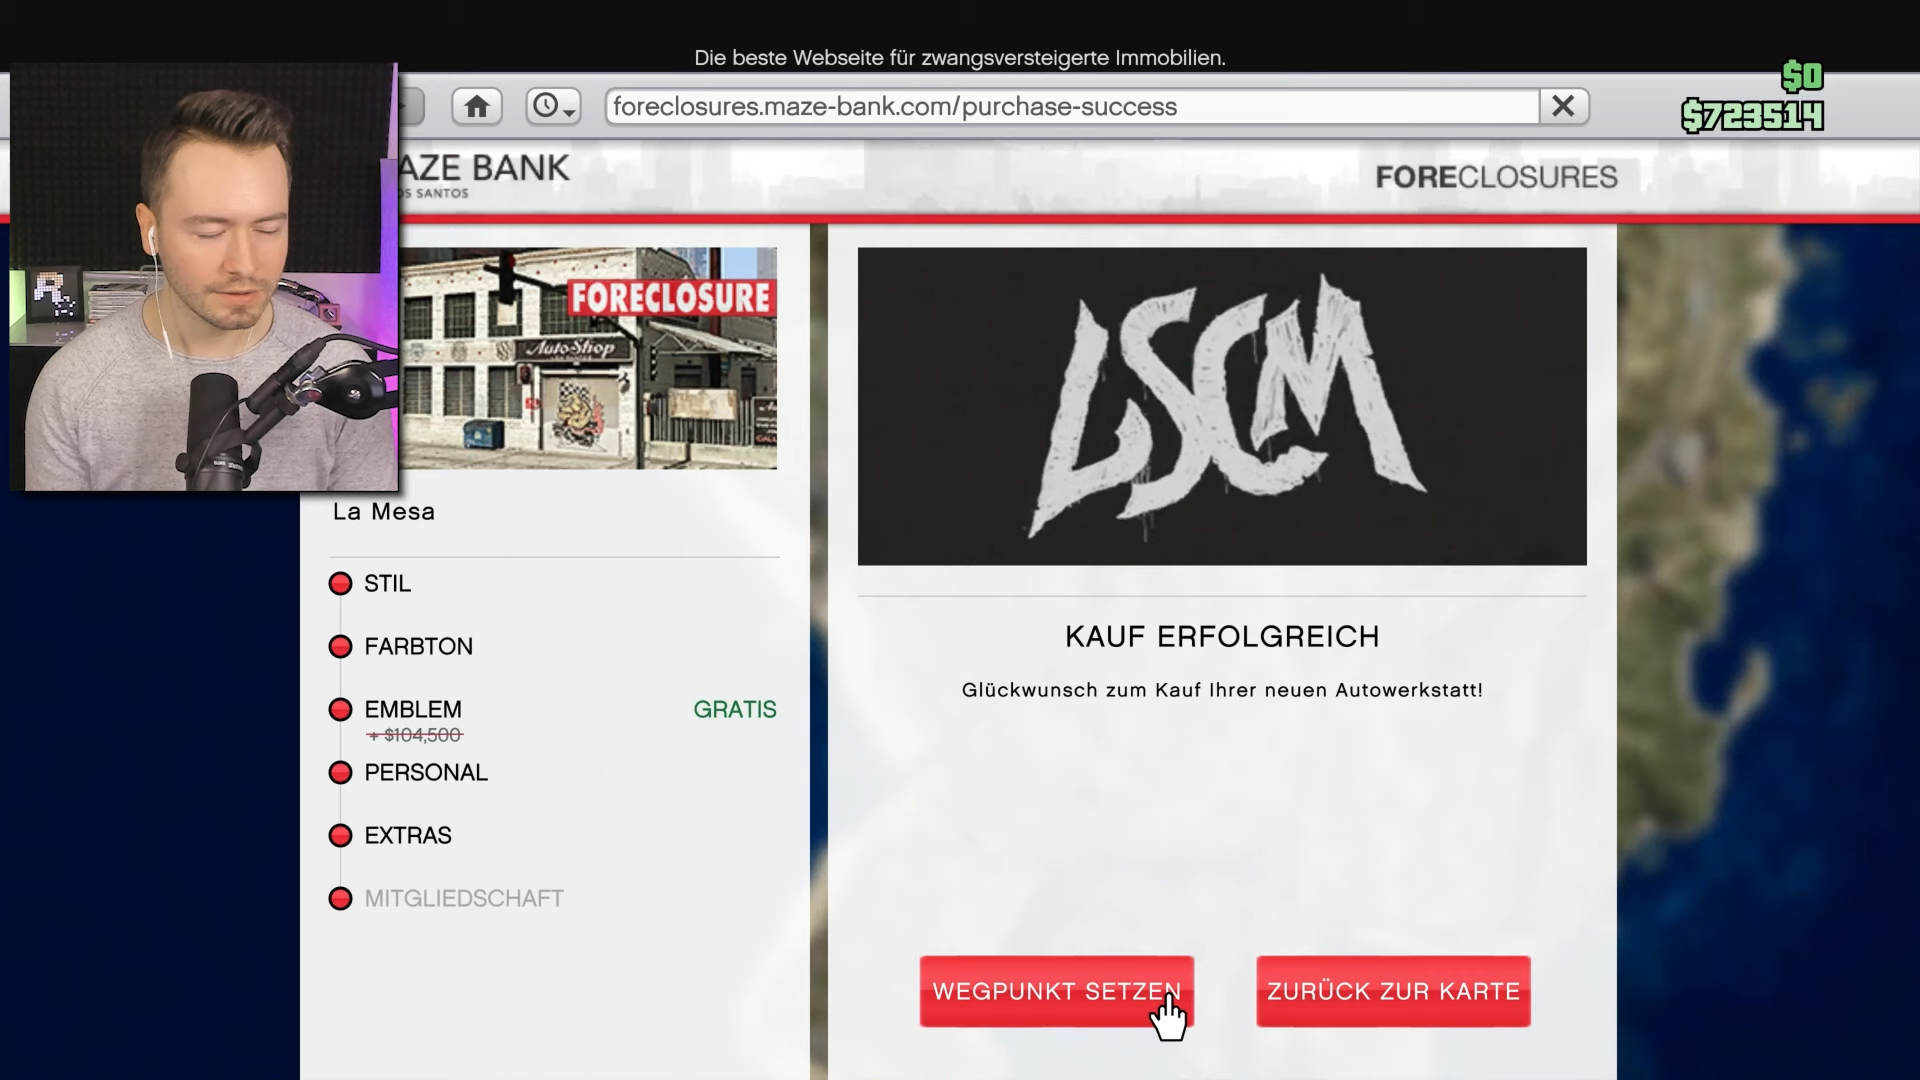 Die beste Webseite für zwangsversteigerte Immobilien.
$0
foreclosures.maze-bank.com/purchase-success
$723514
AZE BANK
OS SANTOS
FORECLOSURES
FORECLOSURE
AutoShop
LSCM
La Mesa
STIL
FARBTON
EMBLEM
GRATIS
+ $104,500
PERSONAL
EXTRAS
MITGLIEDSCHAFT
KAUF ERFOLGREICH
Glückwunsch zum Kauf Ihrer neuen Autowerkstatt!
WEGPUNKT SETZEN
ZURÜCK ZUR KARTE